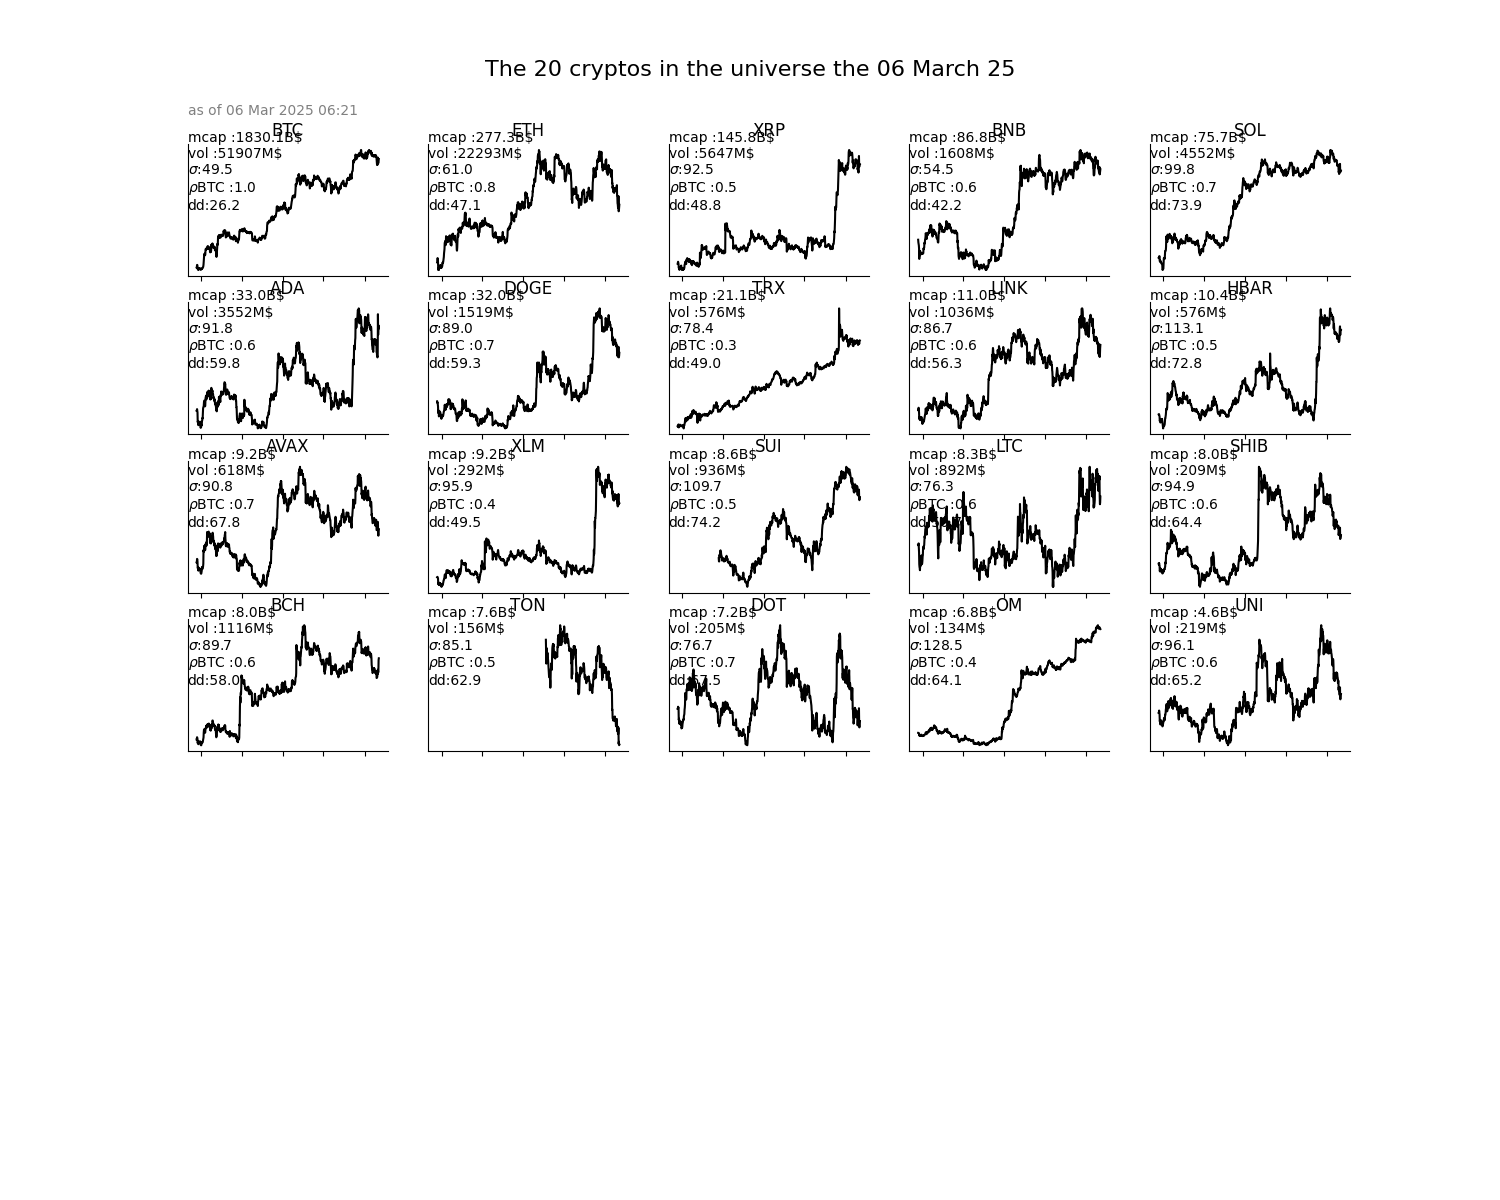 The 20 cryptos in the universe the 06 March 25
as of 06 Mar 2025 06:21
BTC
mcap :1830.1B$
vol :51907M$
σ:49.5
ρBTC :1.0
dd:26.2
ETH
mcap :277.3B$
vol :22293M$
σ:61.0
ρBTC :0.8
dd:47.1
XRP
mcap :145.8B$
vol :5647M$
σ:92.5
ρBTC :0.5
dd:48.8
BNB
mcap :86.8B$
vol :1608M$
σ:54.5
ρBTC :0.6
dd:42.2
SOL
mcap :75.7B$
vol :4552M$
σ:99.8
ρBTC :0.7
dd:73.9
ADA
mcap :33.0B$
vol :3552M$
σ:91.8
ρBTC :0.6
dd:59.8
DOGE
mcap :32.0B$
vol :1519M$
σ:89.0
ρBTC :0.7
dd:59.3
TRX
mcap :21.1B$
vol :576M$
σ:78.4
ρBTC :0.3
dd:49.0
LINK
mcap :11.0B$
vol :1036M$
σ:86.7
ρBTC :0.6
dd:56.3
HBAR
mcap :10.4B$
vol :576M$
σ:113.1
ρBTC :0.5
dd:72.8
AVAX
mcap :9.2B$
vol :618M$
σ:90.8
ρBTC :0.7
dd:67.8
XLM
mcap :9.2B$
vol :292M$
σ:95.9
ρBTC :0.4
dd:49.5
SUI
mcap :8.6B$
vol :936M$
σ:109.7
ρBTC :0.5
dd:74.2
LTC
mcap :8.3B$
vol :892M$
σ:76.3
ρBTC :0.6
SHIB
mcap :8.0B$
vol :209M$
σ:94.9
ρBTC :0.6
dd:64.4
BCH
mcap :8.0B$
vol :1116M$
σ:89.7
ρBTC :0.6
dd:58.0
TON
mcap :7.6B$
vol :156M$
σ:85.1
ρBTC :0.5
dd:62.9
DOT
mcap :7.2B$
vol :205M$
σ:76.7
ρBTC :0.7
dd:67.5
OM
mcap :6.8B$
vol :134M$
σ:128.5
ρBTC :0.4
dd:64.1
UNI
mcap :4.6B$
vol :219M$
σ:96.1
ρBTC :0.6
dd:65.2